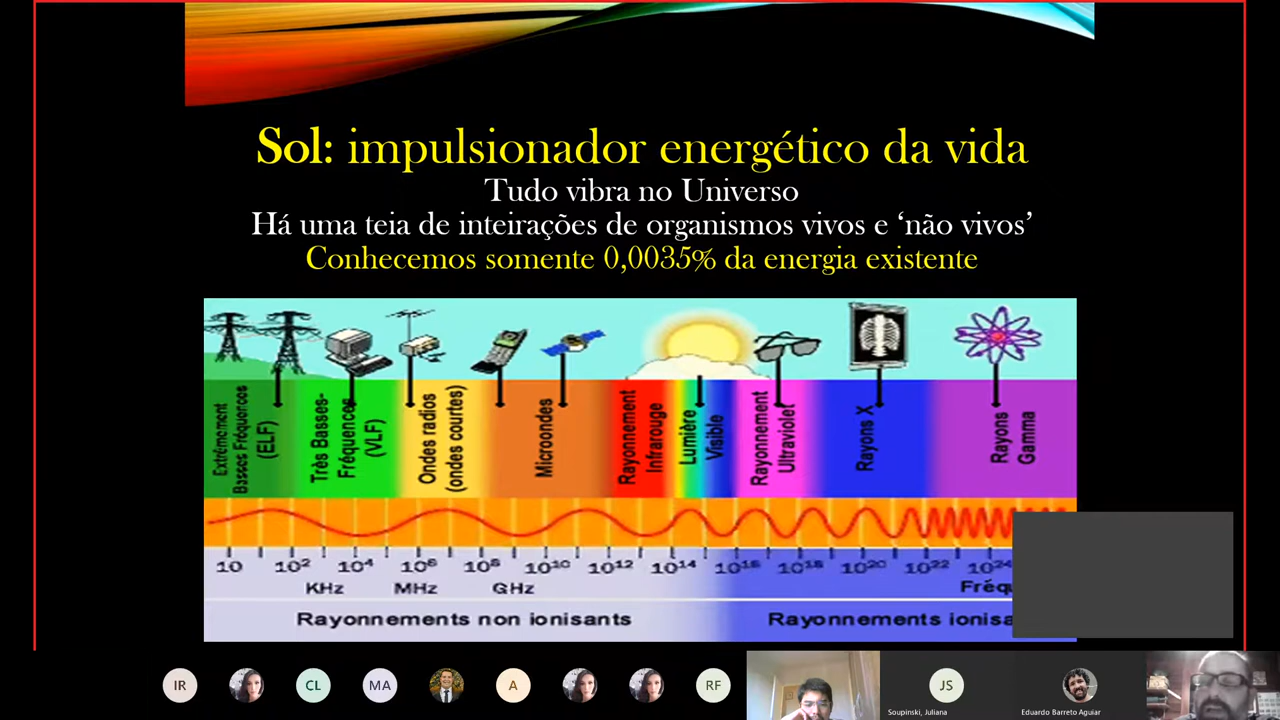 Sol: impulsionador energético da vida
Tudo vibra no Universo
Há uma teia de inteirações de organismos vivos e ‘não vivos’
Conhecemos somente 0,0035% da energia existente
Extrêmement
Basses Fréquences
(ELF)
Très Basses-
Fréquences
(VLF)
Ondes radios
(ondes courtes)
Microondes
Rayonnement
Infrarouge
Lumière
Visible
Rayonnement
Ultraviolet
Rayons X
Rayons
Gamma
10 10² 10⁴ 10⁶ 10⁸ 10¹⁰ 10¹² 10¹⁴ 10¹⁶ 10¹⁸ 10²⁰ 10²² 10²⁴
KHz MHz GHz Fréq
Rayonnements non ionisants Rayonnements ionisa
IR CL MA A RF JS
Soupinski, Juliana Eduardo Barreto Aguiar